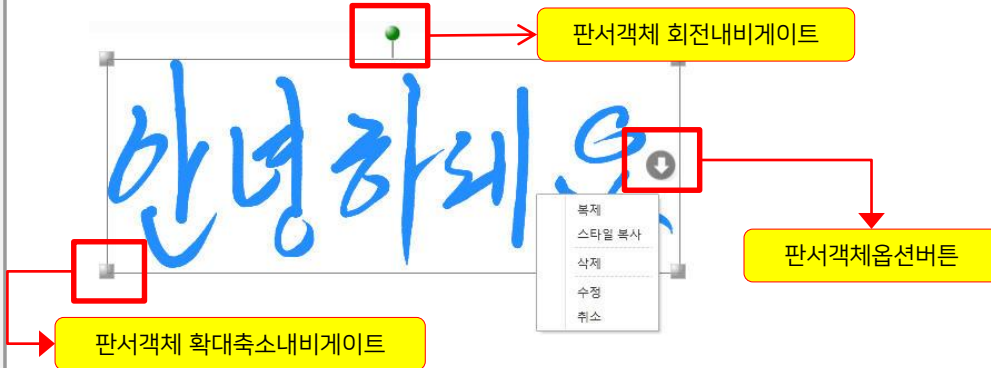 판서객체 회전내비게이트
안녕하세요
복제
스타일 복사
삭제
수정
취소
판서객체옵션버튼
판서객체 확대축소내비게이트